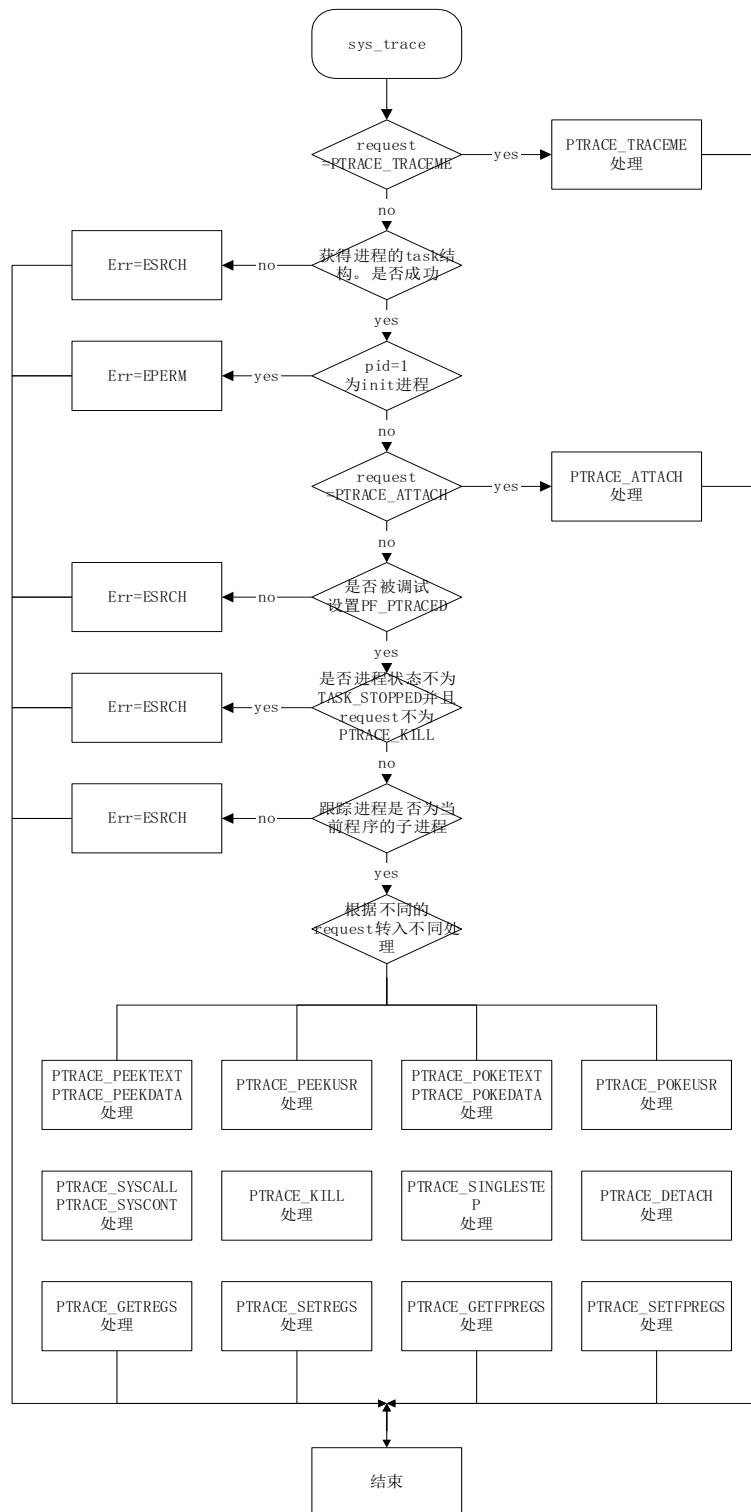 sys_trace
request
=PTRACE_TRACEME
yes
PTRACE_TRACEME
处理
no
Err=ESRCH
no
获得进程的task结
构。是否成功
yes
Err=EPERM
yes
pid=1
为init进程
no
request
=PTRACE_ATTACH
yes
PTRACE_ATTACH
处理
no
Err=ESRCH
no
是否被调试
设置PF_PTRACED
yes
Err=ESRCH
yes
是否进程状态不为
TASK_STOPPED并且
request不为
PTRACE_KILL
no
Err=ESRCH
no
跟踪进程是否为当
前程序的子进程
yes
根据不同的
request转入不同处
理
PTRACE_PEEKTEXT
PTRACE_PEEKDATA
处理
PTRACE_PEEKUSR
处理
PTRACE_POKETEXT
PTRACE_POKEDATA
处理
PTRACE_POKEUSR
处理
PTRACE_SYSCALL
PTRACE_SYSCONT
处理
PTRACE_KILL
处理
PTRACE_SINGLESTE
P
处理
PTRACE_DETACH
处理
PTRACE_GETREGS
处理
PTRACE_SETREGS
处理
PTRACE_GETFPREGS
处理
PTRACE_SETFPREGS
处理
结束